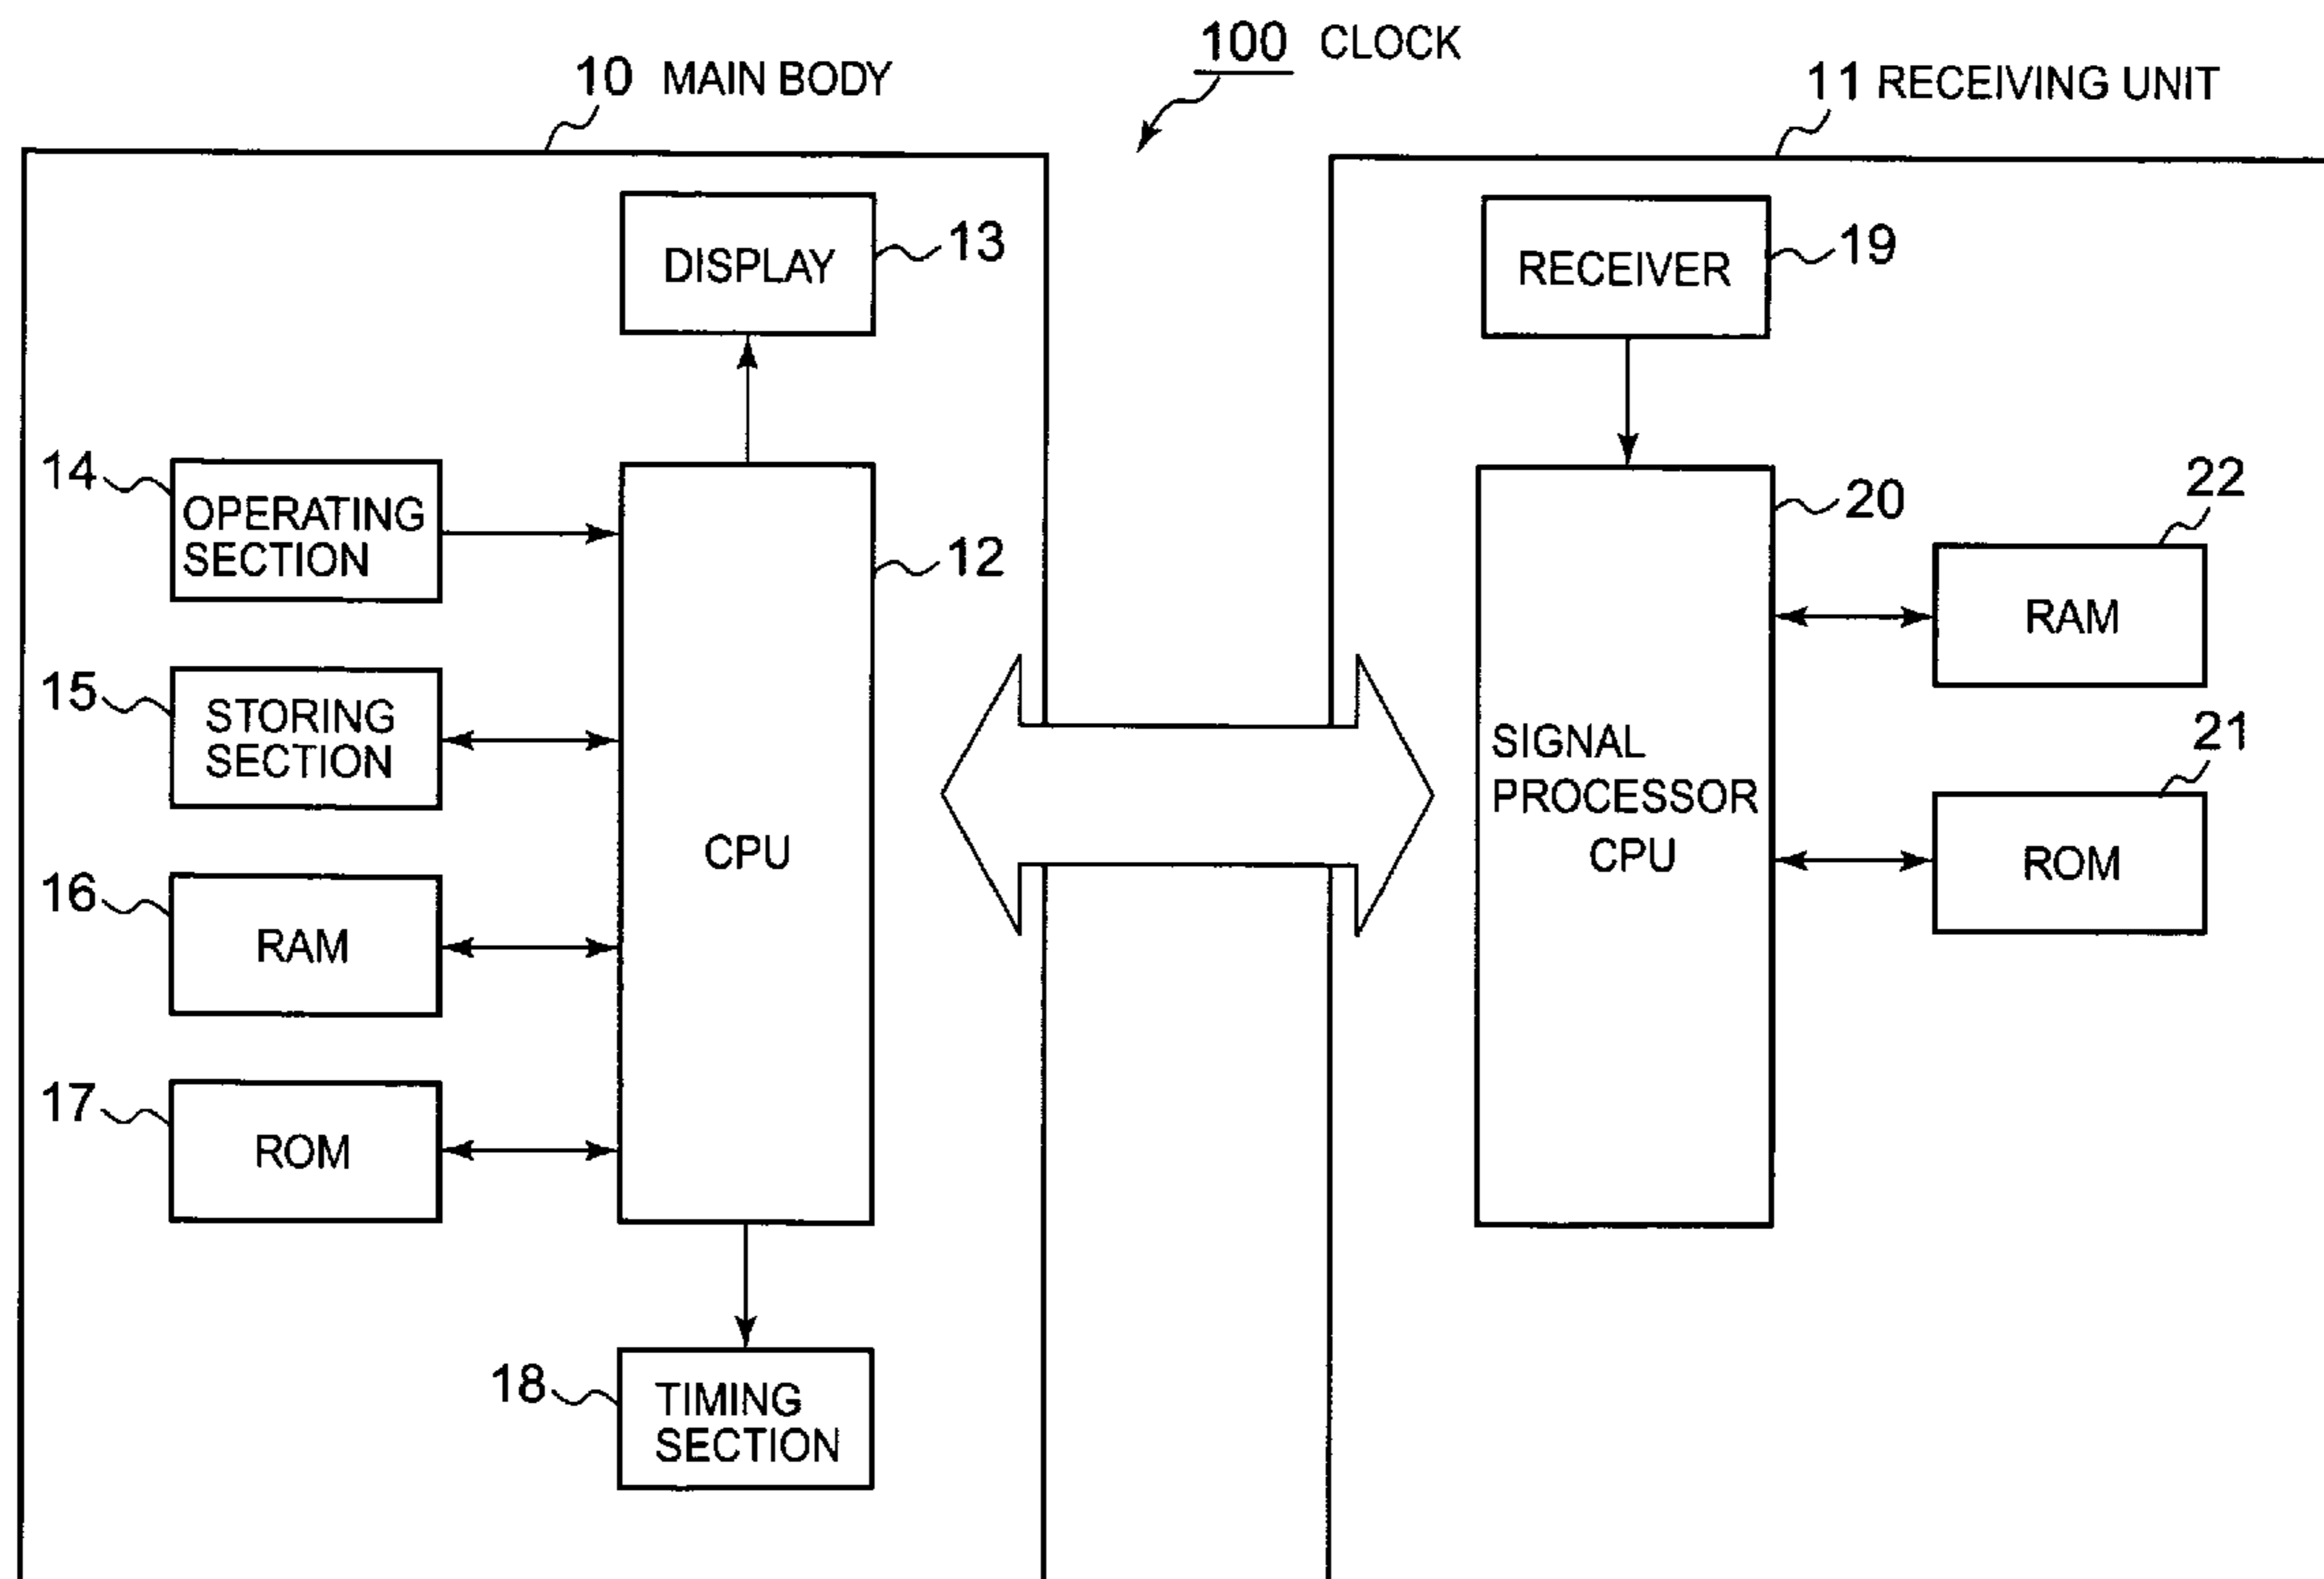 100 CLOCK
10 MAIN BODY
11 RECEIVING UNIT
DISPLAY
13
14
OPERATING
SECTION
12
15
STORING
SECTION
CPU
16
RAM
17
ROM
18
TIMING
SECTION
RECEIVER
19
20
SIGNAL
PROCESSOR
CPU
22
RAM
21
ROM